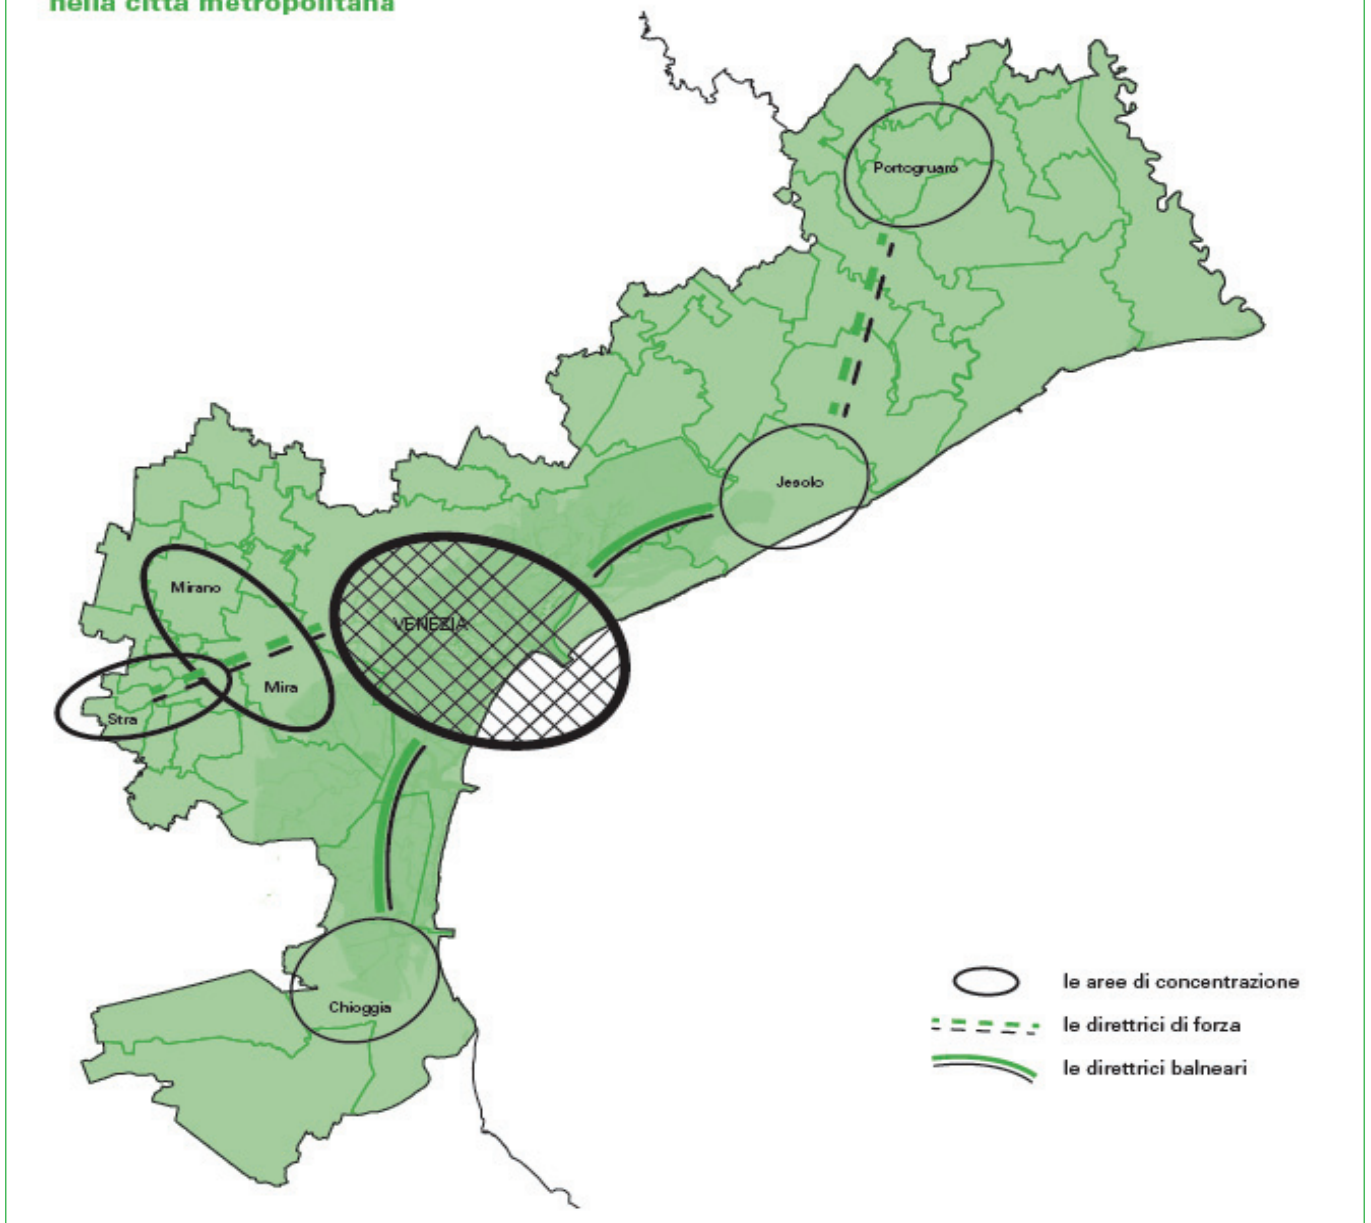 nella città metropolitana
Portogruaro
Jesolo
Mirano
VENEZIA
Mira
Stra
Chioggia
le aree di concentrazione
le direttrici di forza
le direttrici balneari